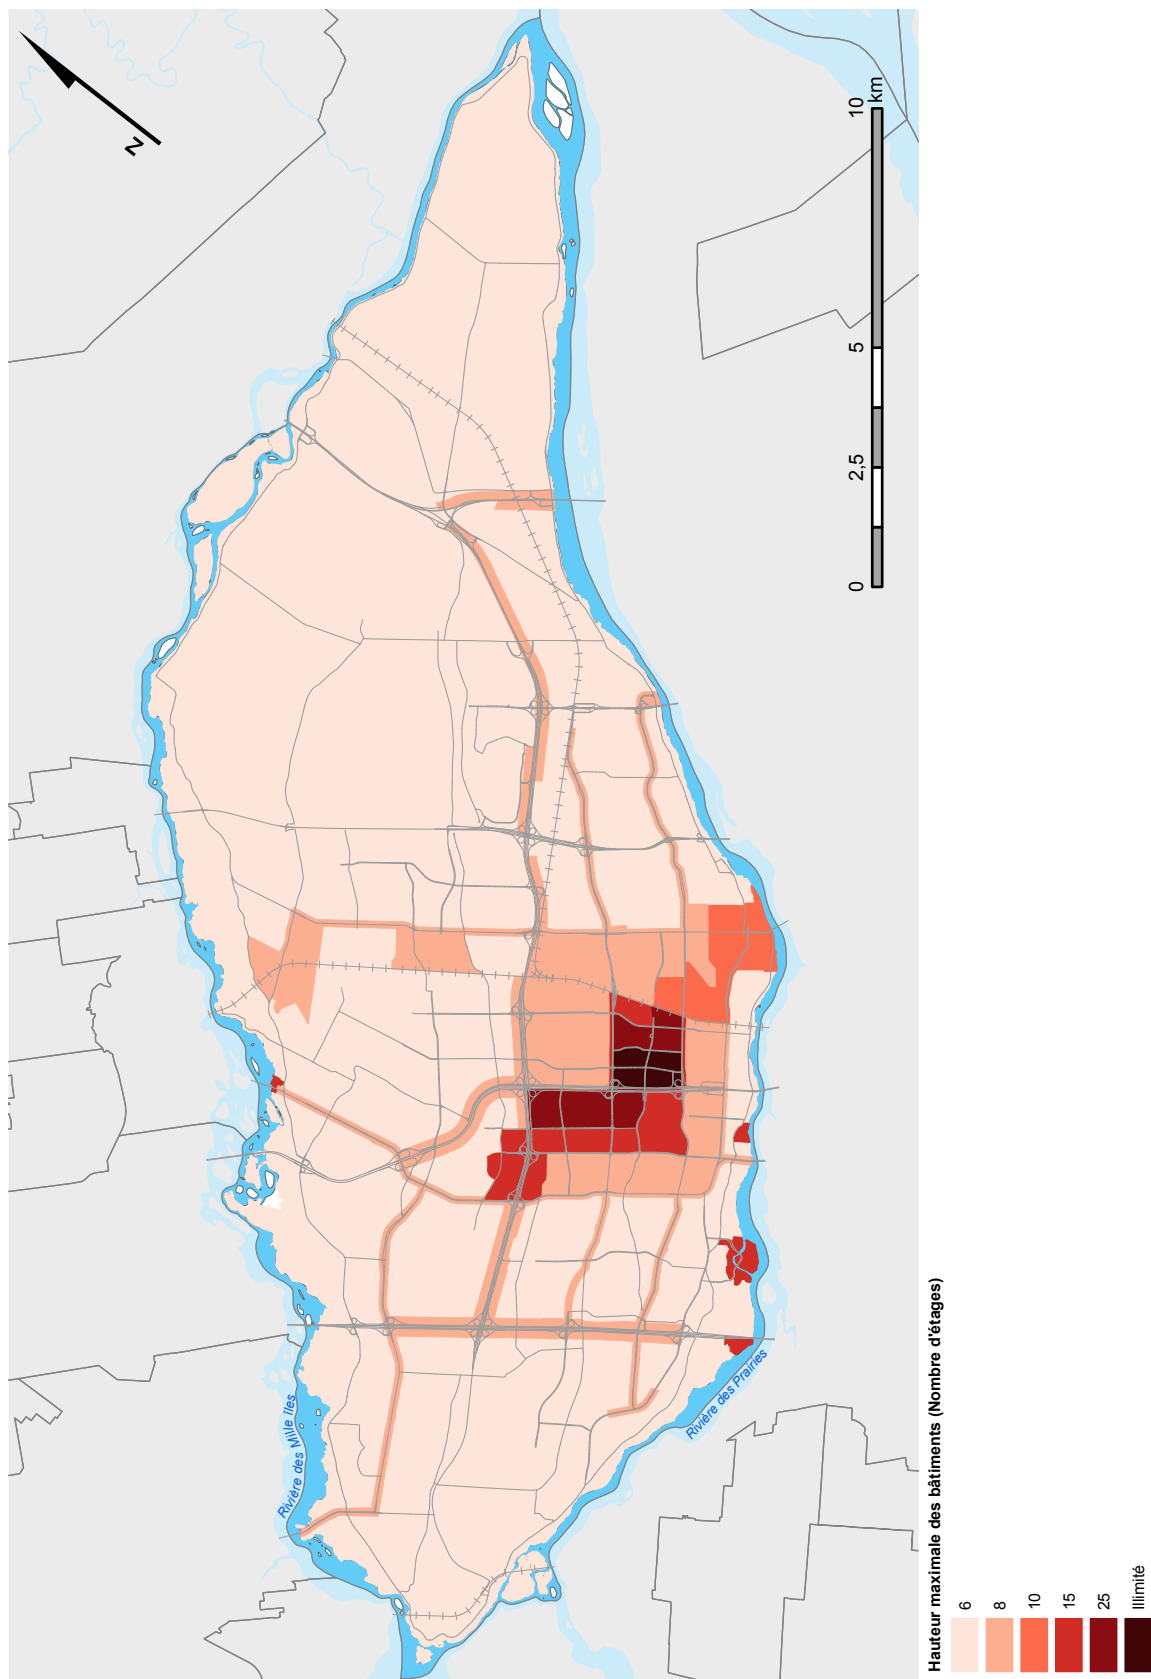 N
Rivière des Mille îles
Rivière des Prairies
0
2,5
5
10
km
Hauteur maximale des bâtiments (Nombre d'étages)
6
8
10
15
25
Illimité